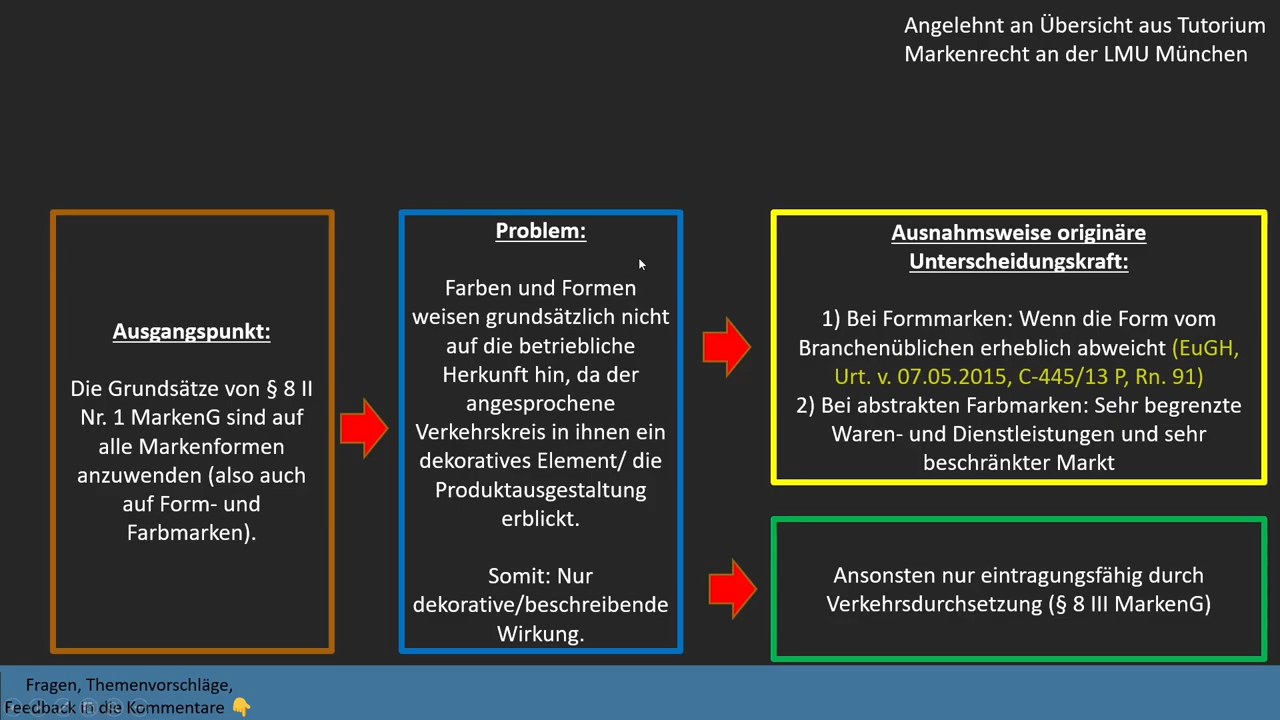 Angelehnt an Übersicht aus Tutorium
Markenrecht an der LMU München
Ausgangspunkt:
Die Grundsätze von § 8 II
Nr. 1 MarkenG sind auf
alle Markenformen
anzuwenden (also auch
auf Form- und
Farbmarken).
Problem:
Farben und Formen
weisen grundsätzlich nicht
auf die betriebliche
Herkunft hin, da der
angesprochene
Verkehrskreis in ihnen ein
dekoratives Element/ die
Produktausgestaltung
erblickt.
Somit: Nur
dekorative/beschreibende
Wirkung.
Ausnahmsweise originäre
Unterscheidungskraft:
1) Bei Formmarken: Wenn die Form vom
Branchenüblichen erheblich abweicht (EuGH,
Urt. v. 07.05.2015, C-445/13 P, Rn. 91)
2) Bei abstrakten Farbmarken: Sehr begrenzte
Waren- und Dienstleistungen und sehr
beschränkter Markt
Ansonsten nur eintragungsfähig durch
Verkehrsdurchsetzung (§ 8 III MarkenG)
Fragen, Themenvorschläge,
Feedback in die Kommentare 👇